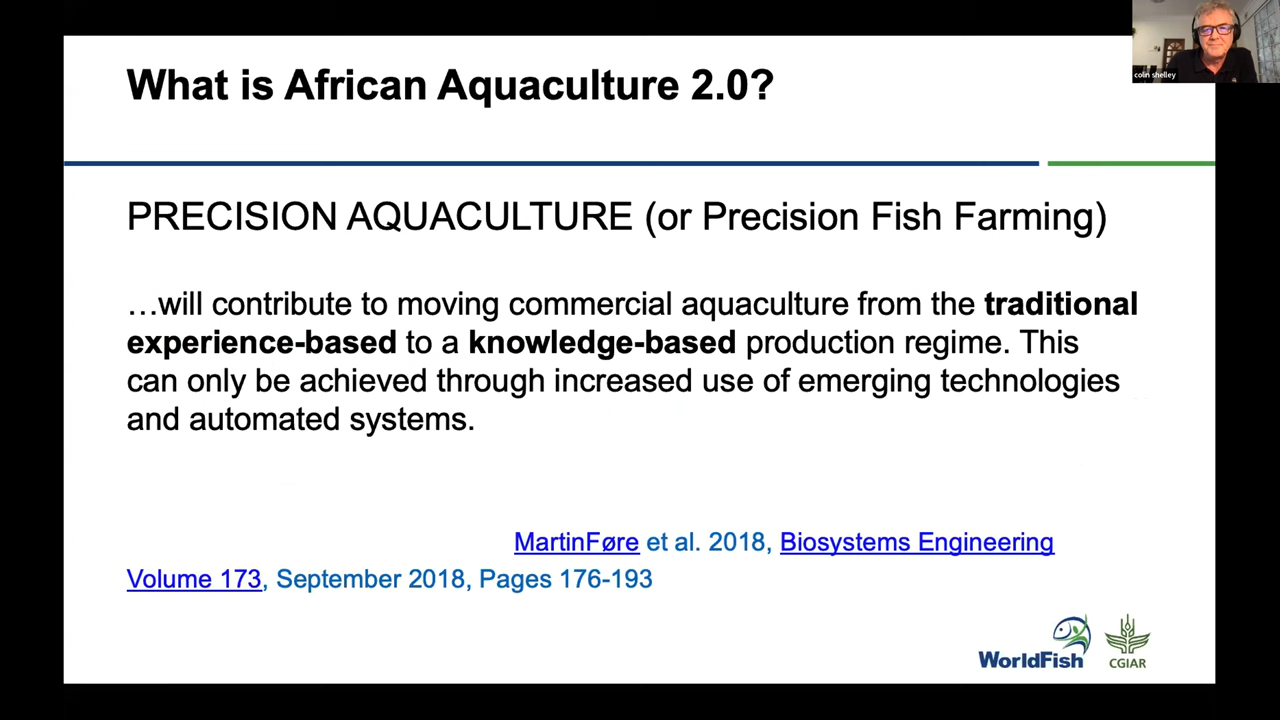 What is African Aquaculture 2.0?
colin shelley
PRECISION AQUACULTURE (or Precision Fish Farming)
…will contribute to moving commercial aquaculture from the traditional
experience-based to a knowledge-based production regime. This
can only be achieved through increased use of emerging technologies
and automated systems.
MartinFøre et al. 2018, Biosystems Engineering
Volume 173, September 2018, Pages 176-193
WorldFish
CGIAR